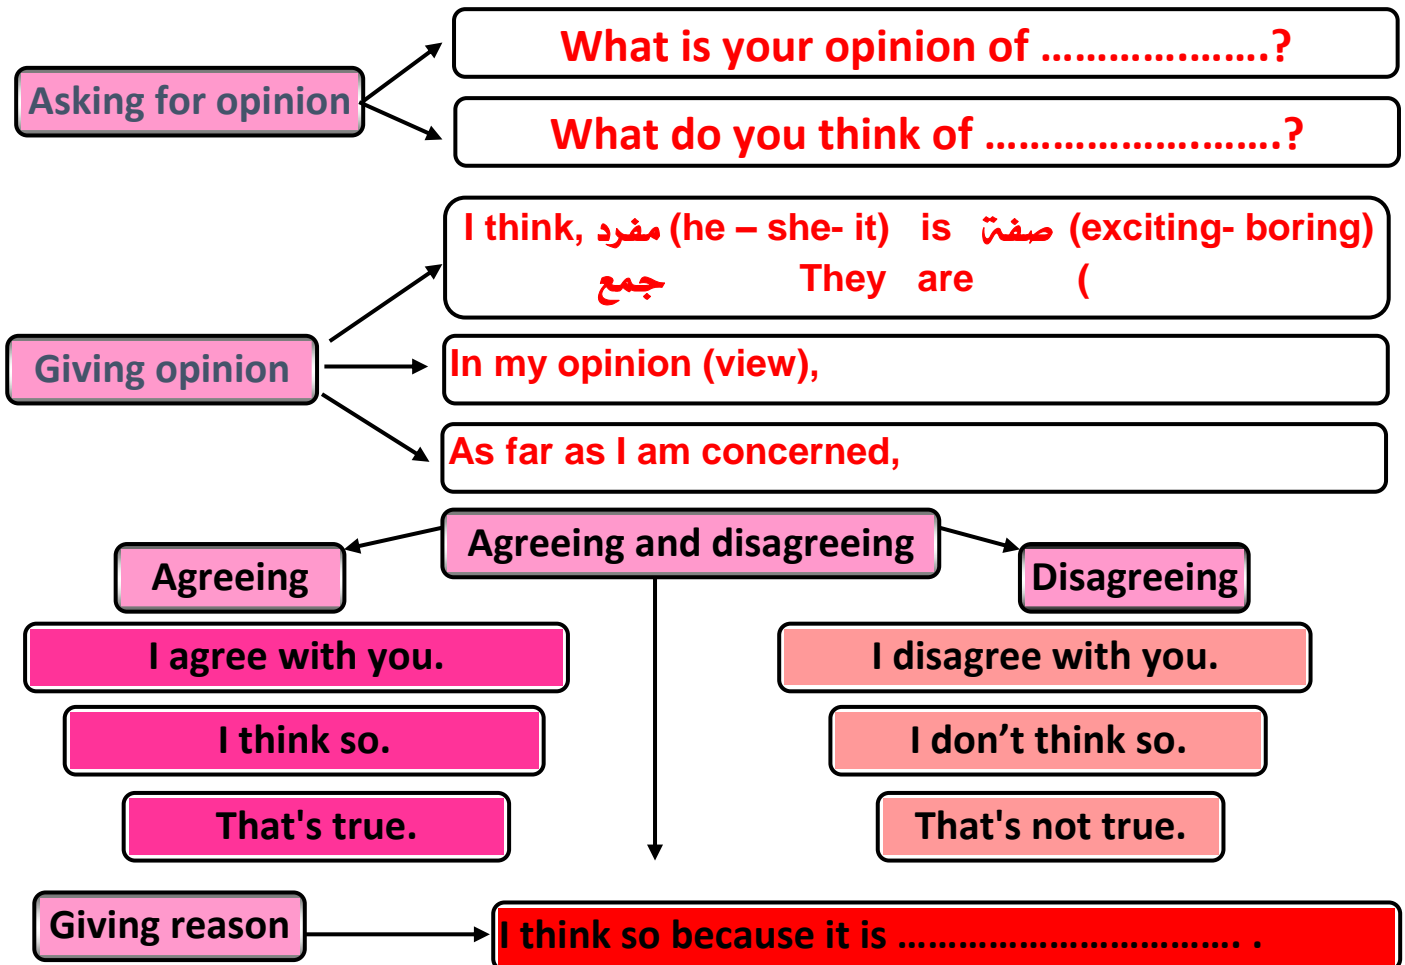 What is your opinion of ………………….?
Asking for opinion
What do you think of ……………………….?
I think, مفرد (he – she- it) is صفة (exciting- boring)
جمع They are (
Giving opinion
In my opinion (view),
As far as I am concerned,
Agreeing and disagreeing
Agreeing
Disagreeing
I agree with you.
I disagree with you.
I think so.
I don’t think so.
That's true.
That's not true.
Giving reason
I think so because it is ……………………………. .